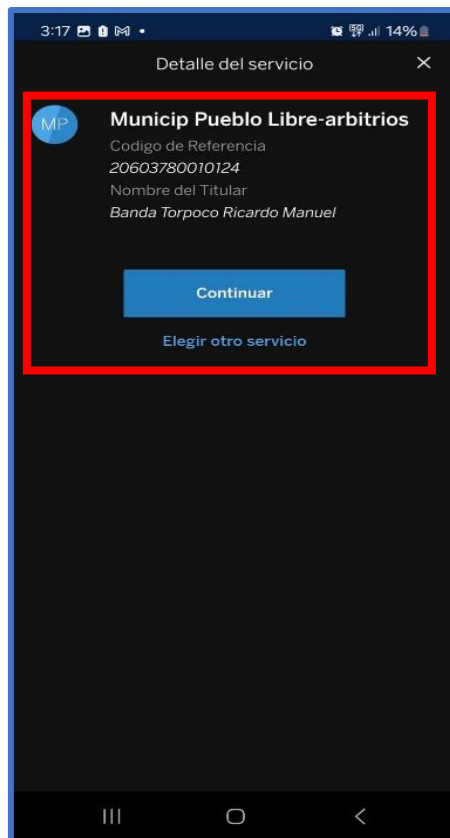 3:17 14%
Detalle del servicio
MP
Municip Pueblo Libre-arbitrios
Codigo de Referencia
20603780010124
Nombre del Titular
Banda Torpoco Ricardo Manuel
Continuar
Elegir otro servicio